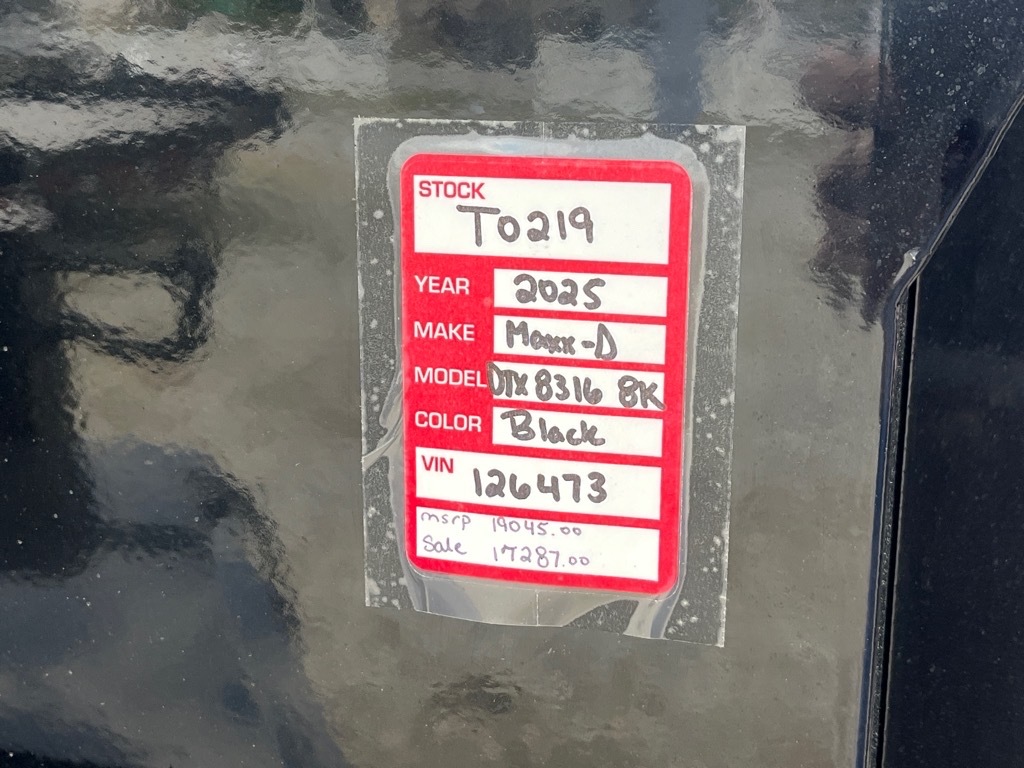 STOCK
T0219
YEAR 2025
MAKE Maxx-D
MODEL DTX 8316 8K
COLOR Black
VIN
126473
msrp 19045.00
Sale 17287.00